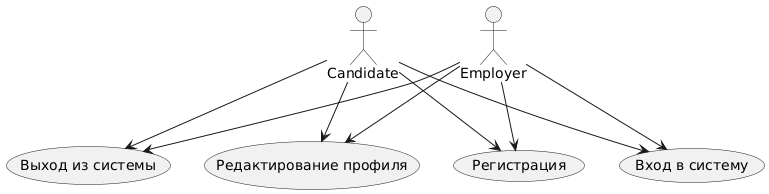 Candidate
Employer
Выход из системы
Редактирование профиля
Регистрация
Вход в систему